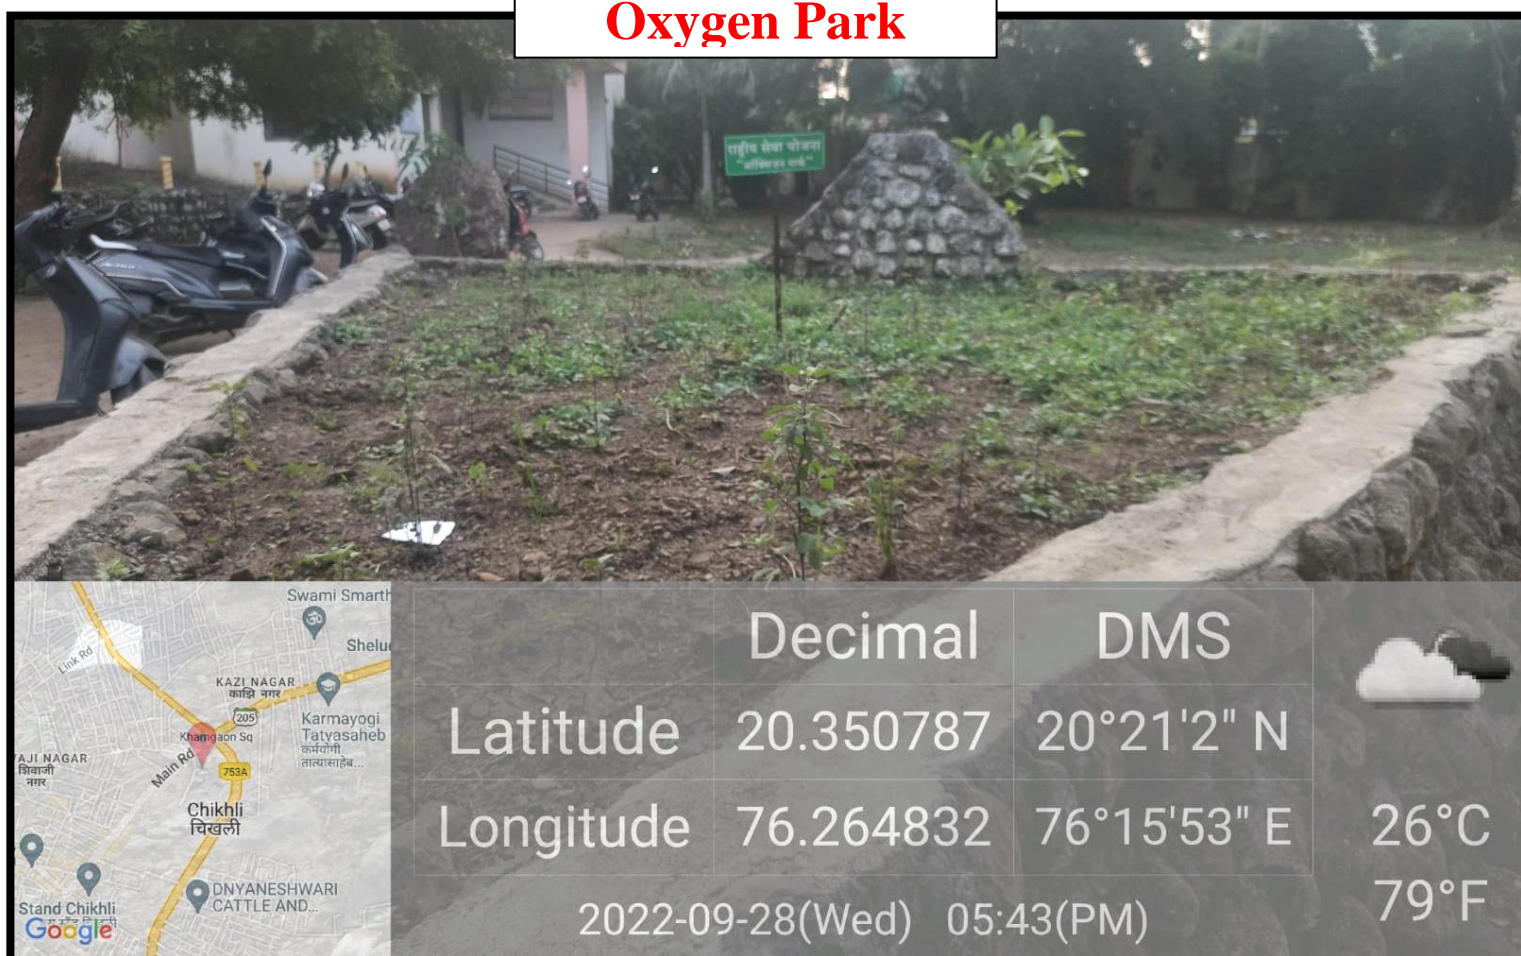 Oxygen Park
राष्ट्रीय सेवा योजना
"ऑक्सिजन पार्क"
Swami Smarth
Shelu
Link Rd
KAZI NAGAR
काझि नगर
205
Karmayogi
Tatyasaheb
कर्मयोगी
तात्यासाहेब...
Khamgaon Sq
AJI NAGAR
शिवाजी
नगर
Main Rd
753A
Chikhli
चिखली
DNYANESHWARI
CATTLE AND...
Stand Chikhli
Google
Decimal DMS
Latitude 20.350787 20°21'2" N
Longitude 76.264832 76°15'53" E
2022-09-28(Wed) 05:43(PM)
26°C
79°F